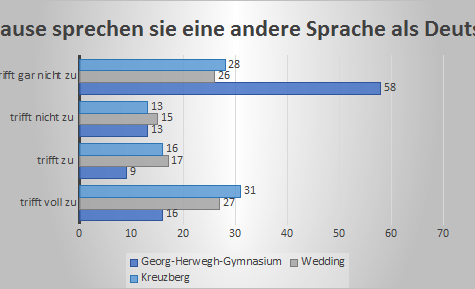 ause sprechen sie eine andere Sprache als Deuts
rifft gar nicht zu
28
26
58
trifft nicht zu
13
15
13
trifft zu
16
17
9
trifft voll zu
31
27
16
0 10 20 30 40 50 60 70
Georg-Herwegh-Gymnasium Wedding
Kreuzberg